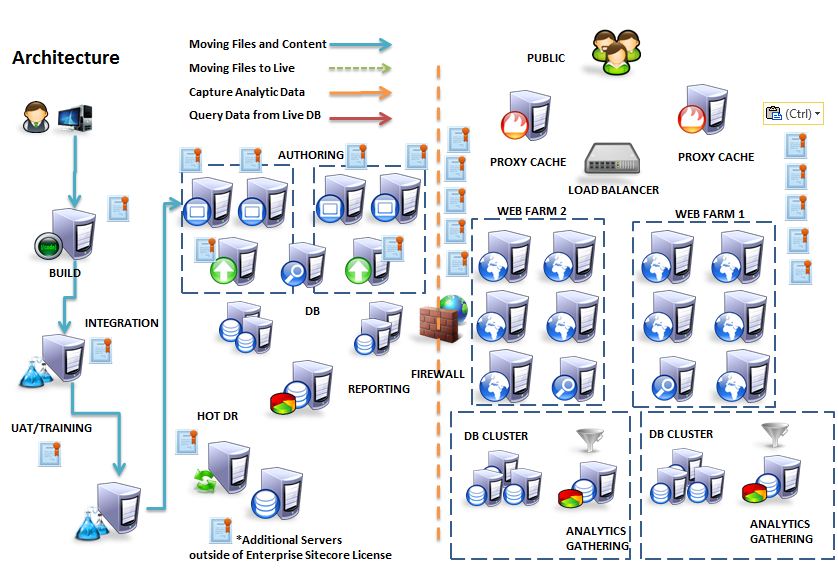 Architecture
Moving Files and Content
Moving Files to Live
Capture Analytic Data
Query Data from Live DB
PUBLIC
(Ctrl)
PROXY CACHE
PROXY CACHE
LOAD BALANCER
AUTHORING
WEB FARM 2
WEB FARM 1
BUILD
DB
INTEGRATION
FIREWALL
REPORTING
UAT/TRAINING
HOT DR
DB CLUSTER
DB CLUSTER
ANALYTICS
GATHERING
ANALYTICS
GATHERING
*Additional Servers
outside of Enterprise Sitecore License